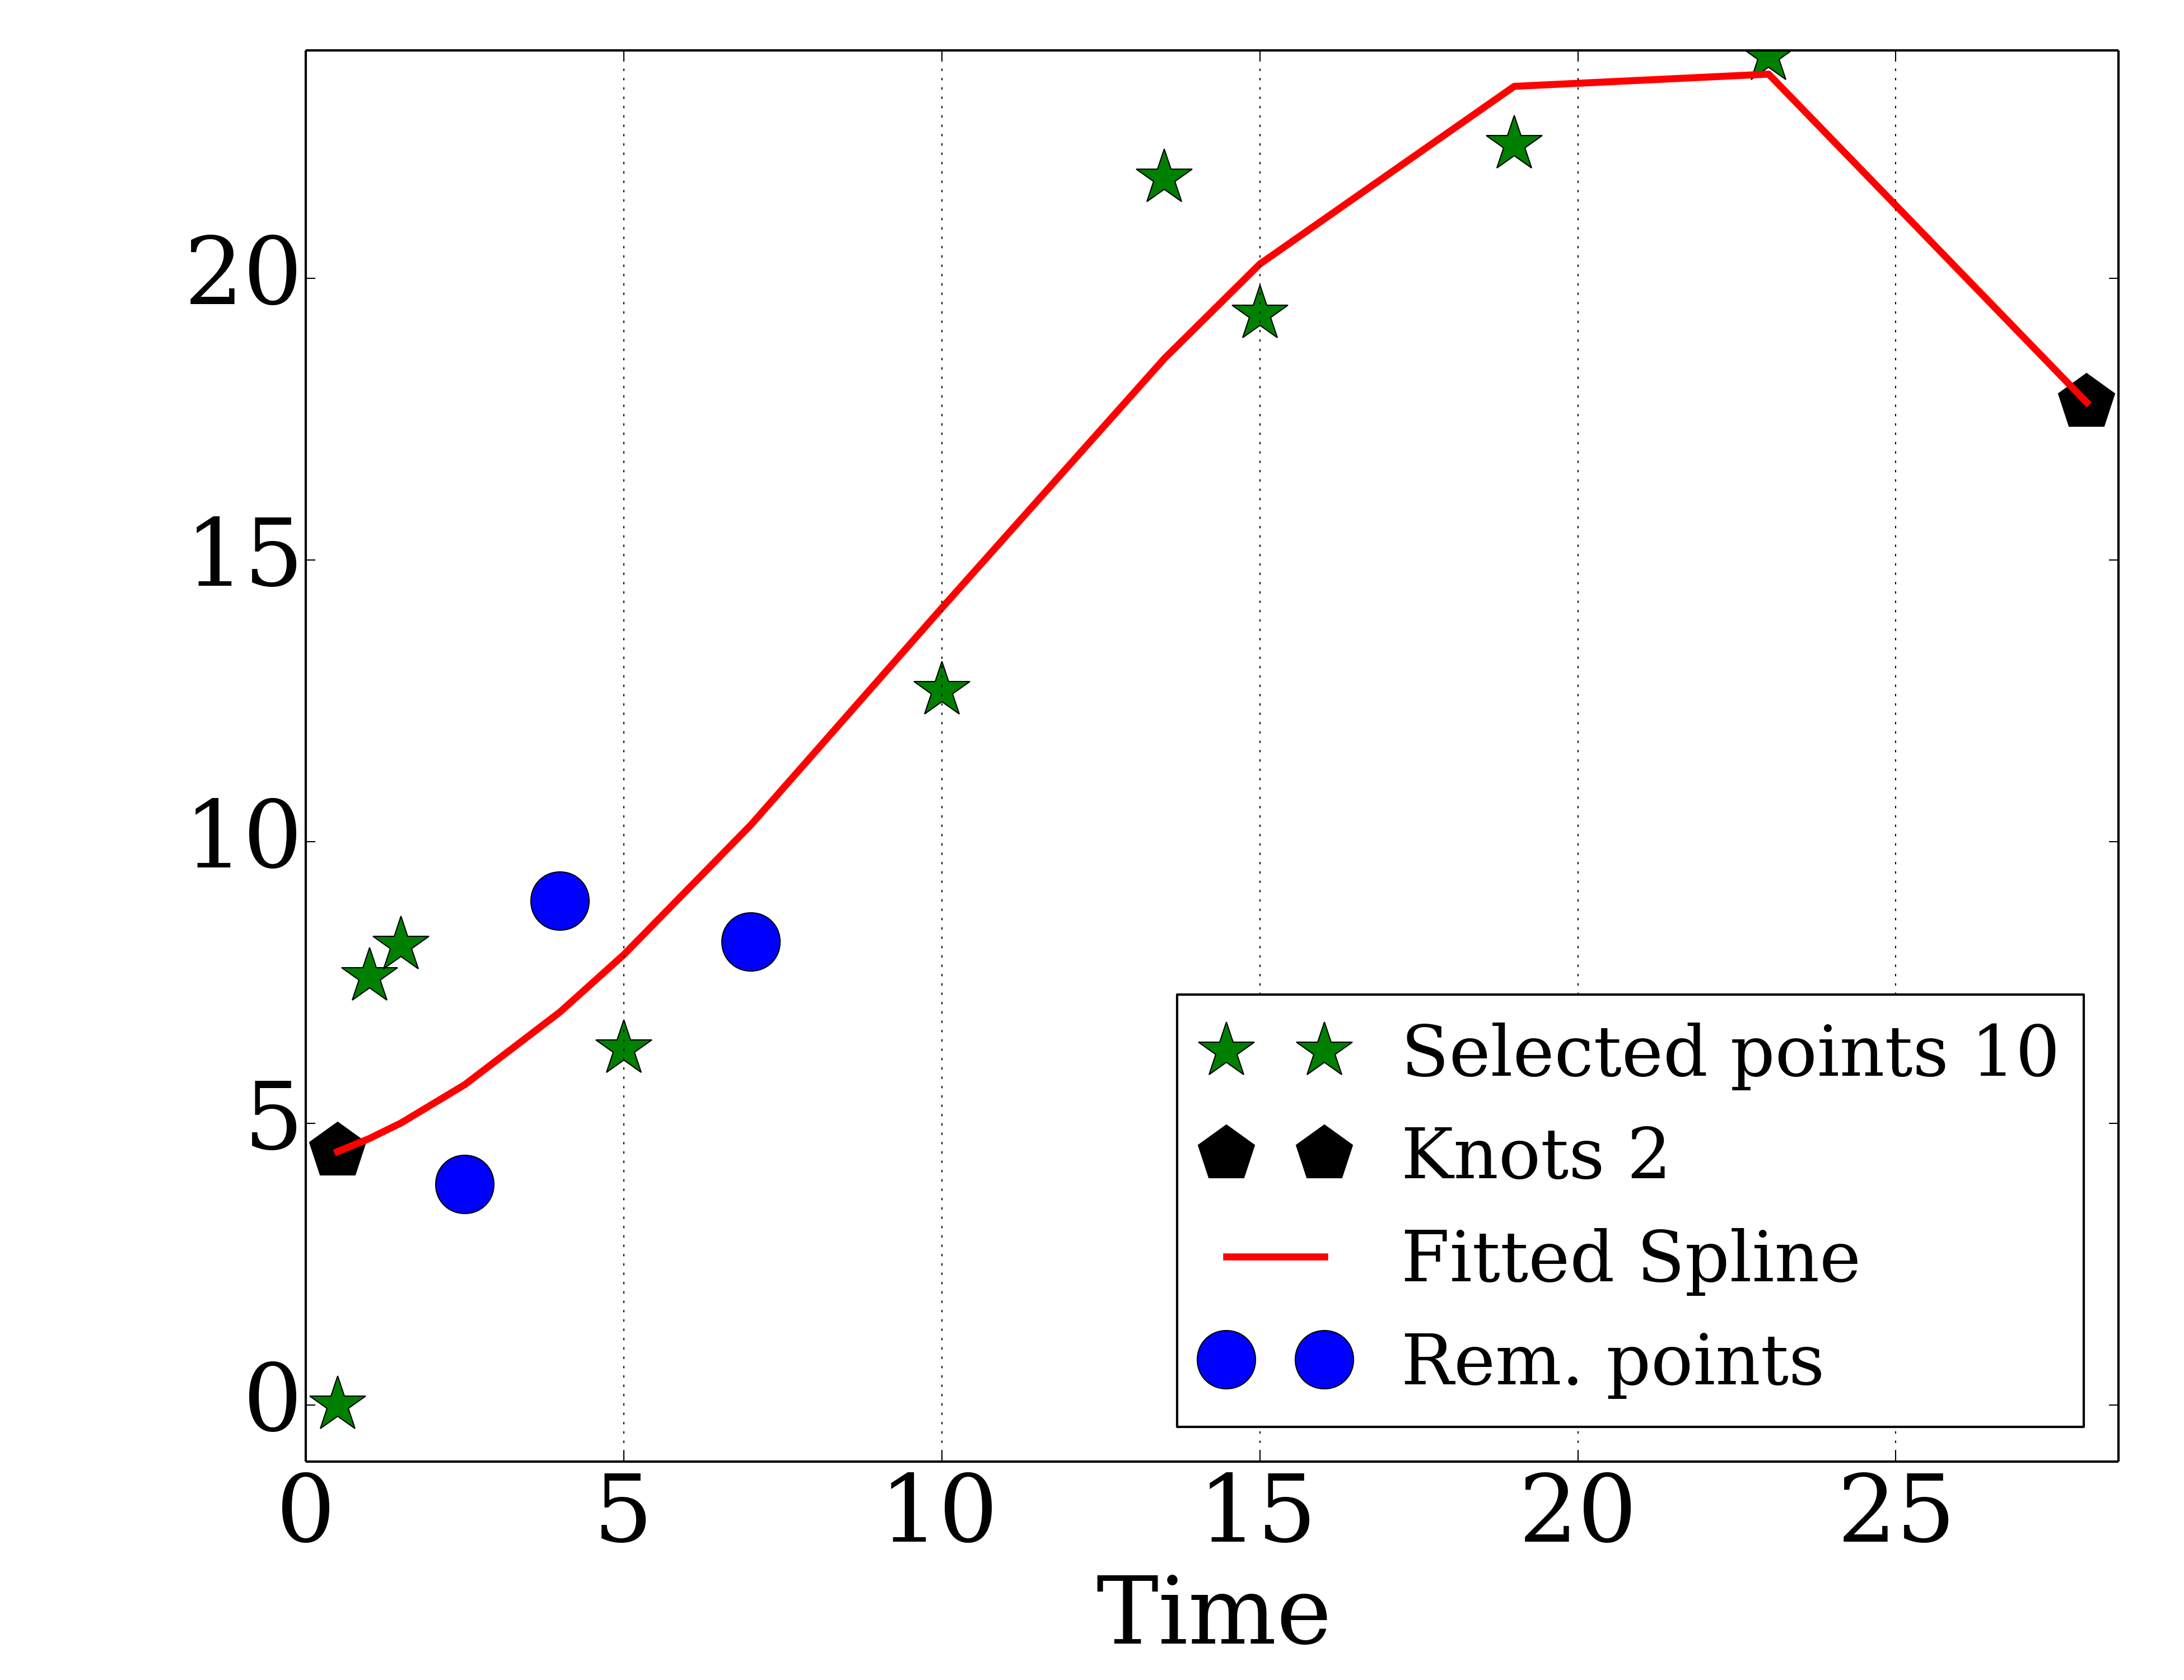 20
15
10
5
0
0 5 10 15 20 25
Time
Selected points 10
Knots 2
Fitted Spline
Rem. points